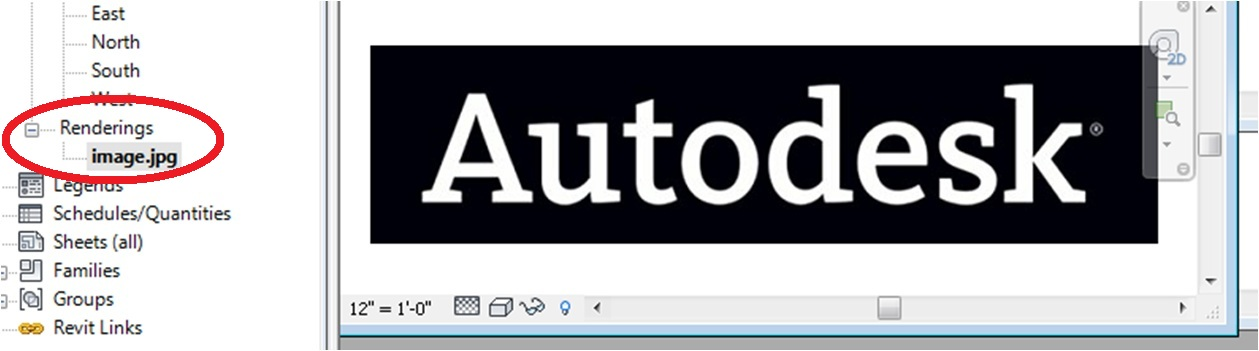 East
North
South
West
Renderings
image.jpg
Legends
Schedules/Quantities
Sheets (all)
Families
Groups
Revit Links
Autodesk®
2D
12" = 1'-0"